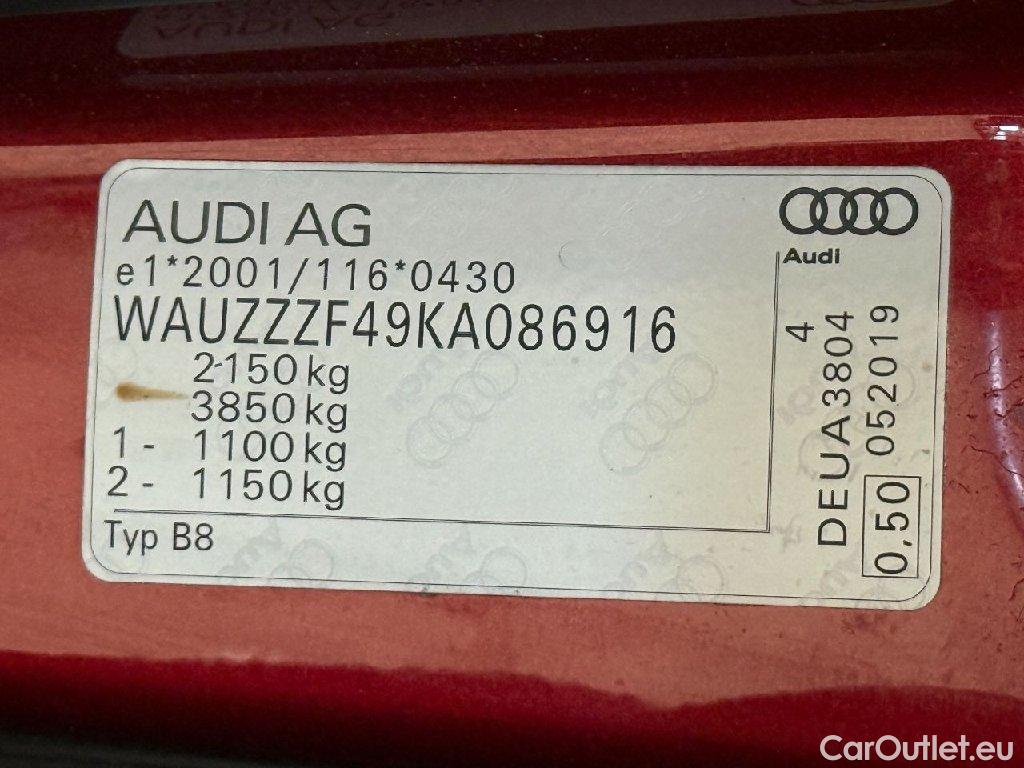 AUDI AG
e1*2001/116*0430
WAUZZZF49KA086916
2150 kg
3850 kg
1 - 1100 kg
2 - 1150 kg
Typ B8
Audi
4
DEUA3804
052019
0,50
CarOutlet.eu